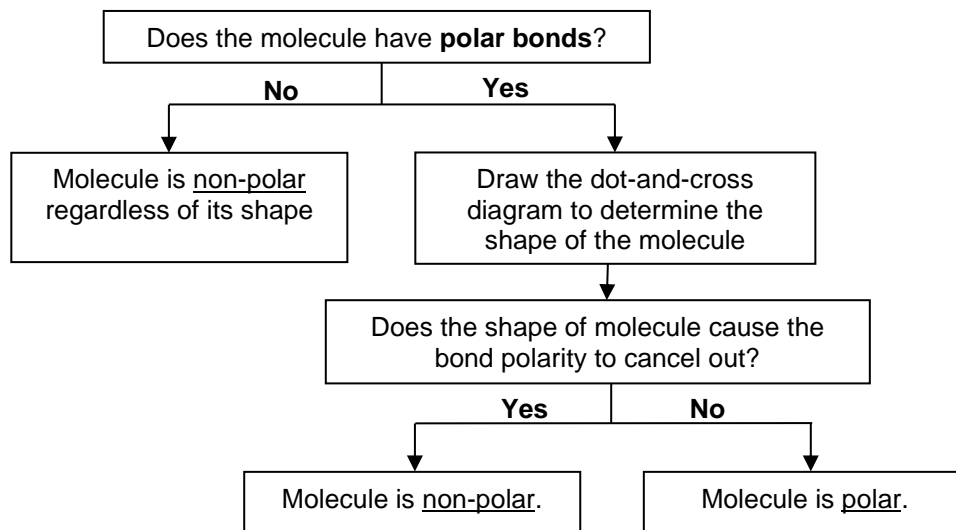 Does the molecule have polar bonds?
No
Yes
Molecule is non-polar
regardless of its shape
Draw the dot-and-cross
diagram to determine the
shape of the molecule
Does the shape of molecule cause the
bond polarity to cancel out?
Yes
No
Molecule is non-polar.
Molecule is polar.